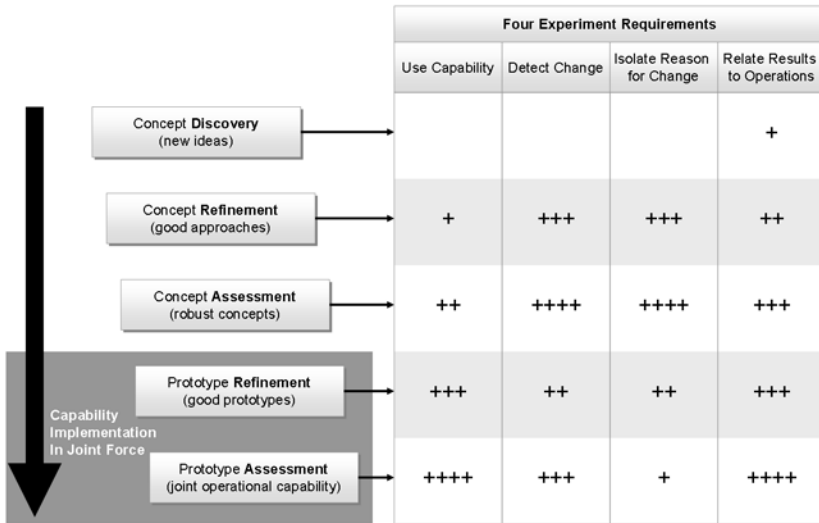 Four Experiment Requirements
Use Capability
Detect Change
Isolate Reason
for Change
Relate Results
to Operations
Concept Discovery
(new ideas)
+
Concept Refinement
(good approaches)
+
+++
+++
++
Concept Assessment
(robust concepts)
++
++++
++++
+++
Prototype Refinement
(good prototypes)
+++
++
++
+++
Capability
Implementation
In Joint Force
Prototype Assessment
(joint operational capability)
++++
+++
+
++++